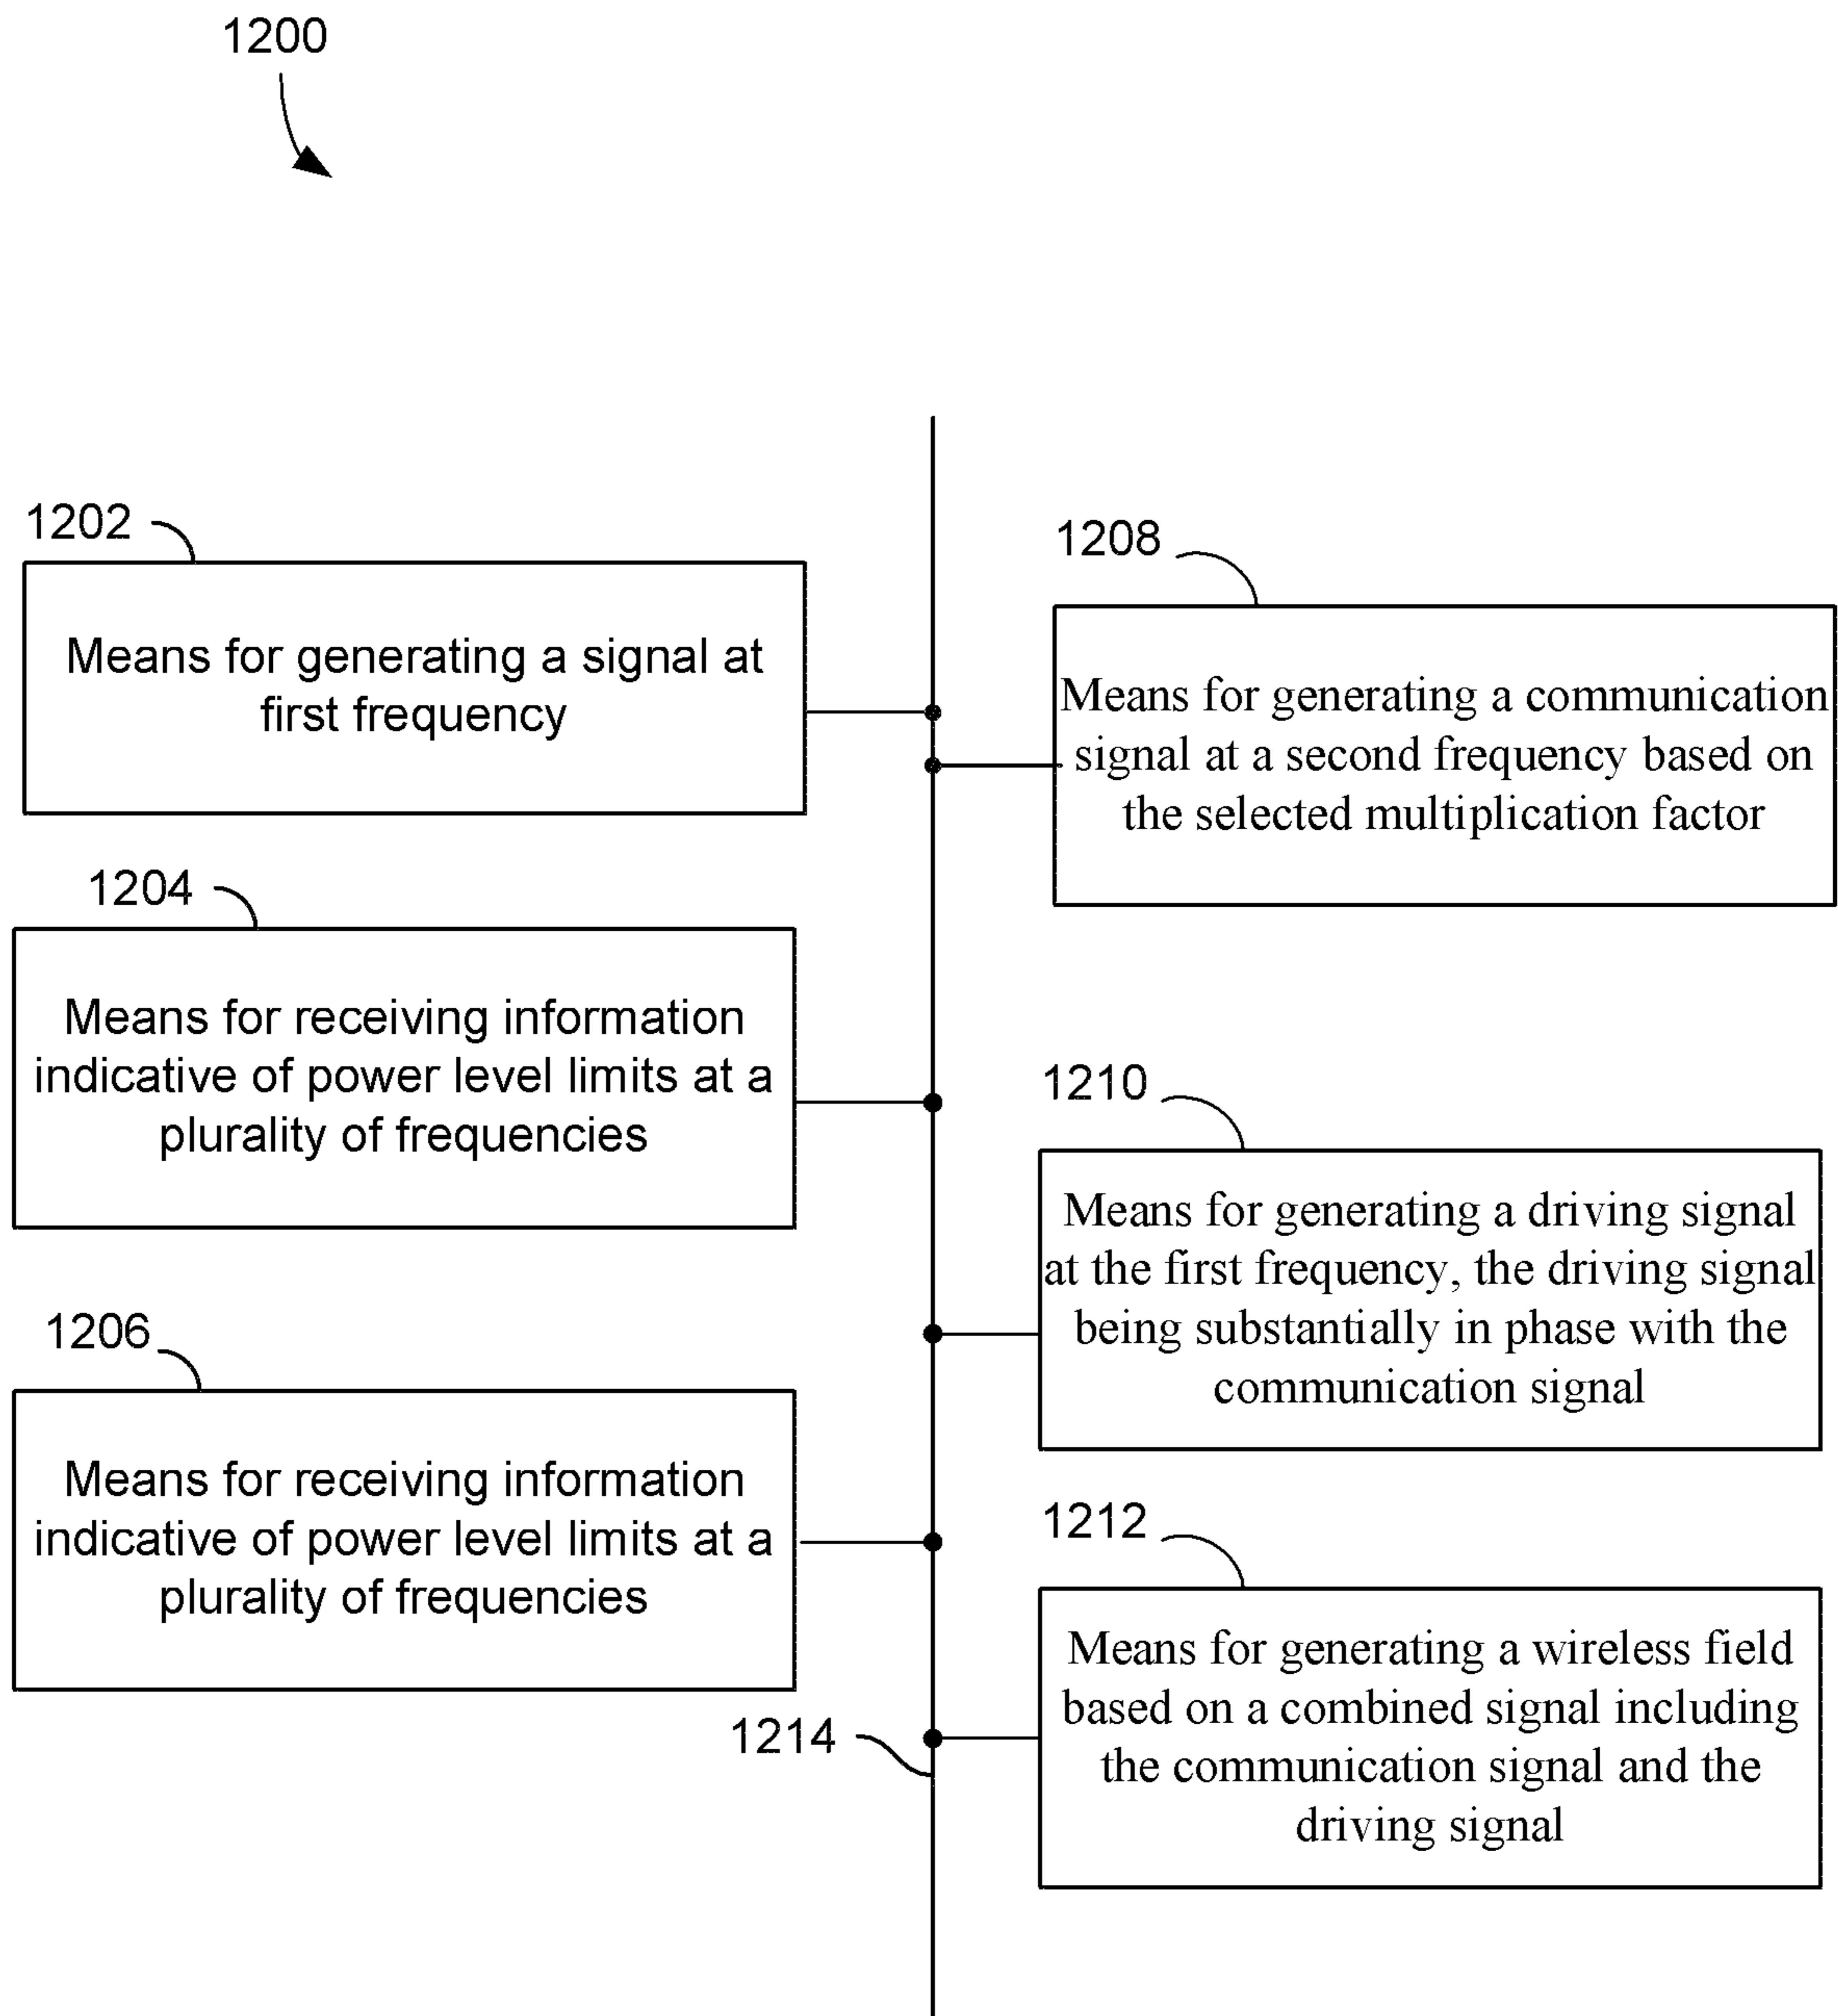 1200
1202
Means for generating a signal at
first frequency
1204
Means for receiving information
indicative of power level limits at a
plurality of frequencies
1206
Means for receiving information
indicative of power level limits at a
plurality of frequencies
1208
Means for generating a communication
signal at a second frequency based on
the selected multiplication factor
1210
Means for generating a driving signal
at the first frequency, the driving signal
being substantially in phase with the
communication signal
1212
Means for generating a wireless field
based on a combined signal including
the communication signal and the
driving signal
1214